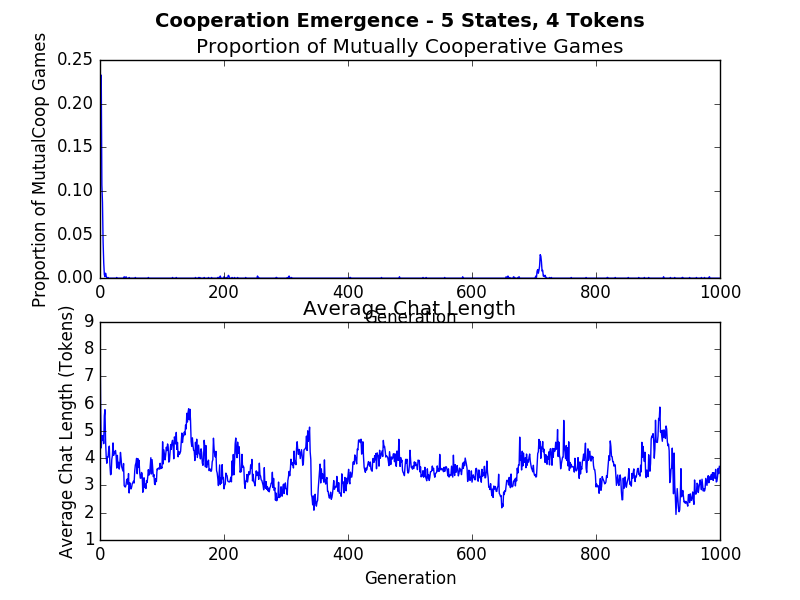 Cooperation Emergence - 5 States, 4 Tokens
Proportion of Mutually Cooperative Games
Proportion of MutualCoop Games
0.25
0.20
0.15
0.10
0.05
0.00
0 200 400 600 800 1000
Generation
Average Chat Length
Average Chat Length (Tokens)
9
8
7
6
5
4
3
2
1
0 200 400 600 800 1000
Generation